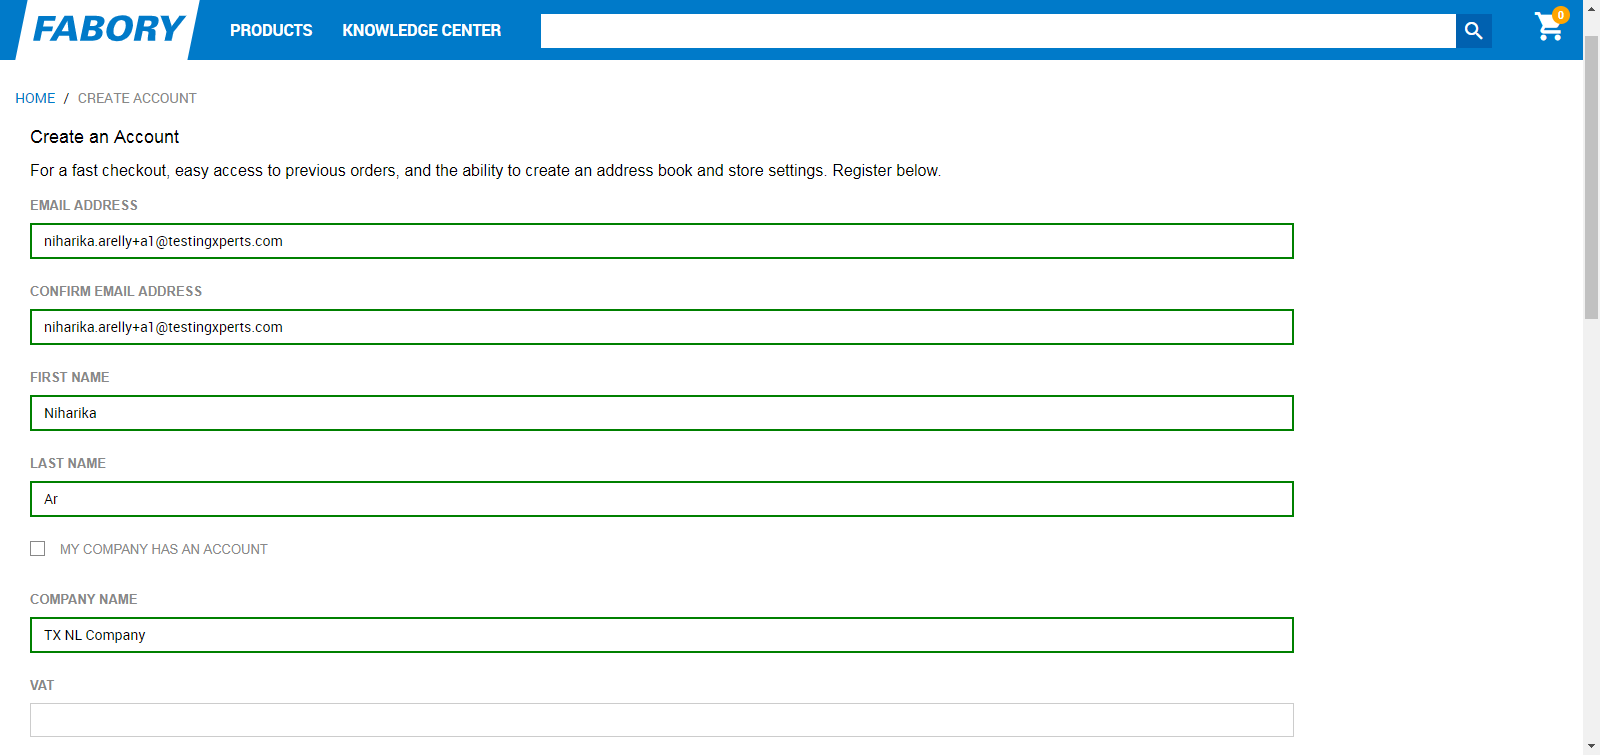 FABORY
PRODUCTS KNOWLEDGE CENTER
0
HOME / CREATE ACCOUNT
Create an Account
For a fast checkout, easy access to previous orders, and the ability to create an address book and store settings. Register below.
EMAIL ADDRESS
niharika.arelly+a1@testingxperts.com
CONFIRM EMAIL ADDRESS
niharika.arelly+a1@testingxperts.com
FIRST NAME
Niharika
LAST NAME
Ar
MY COMPANY HAS AN ACCOUNT
COMPANY NAME
TX NL Company
VAT